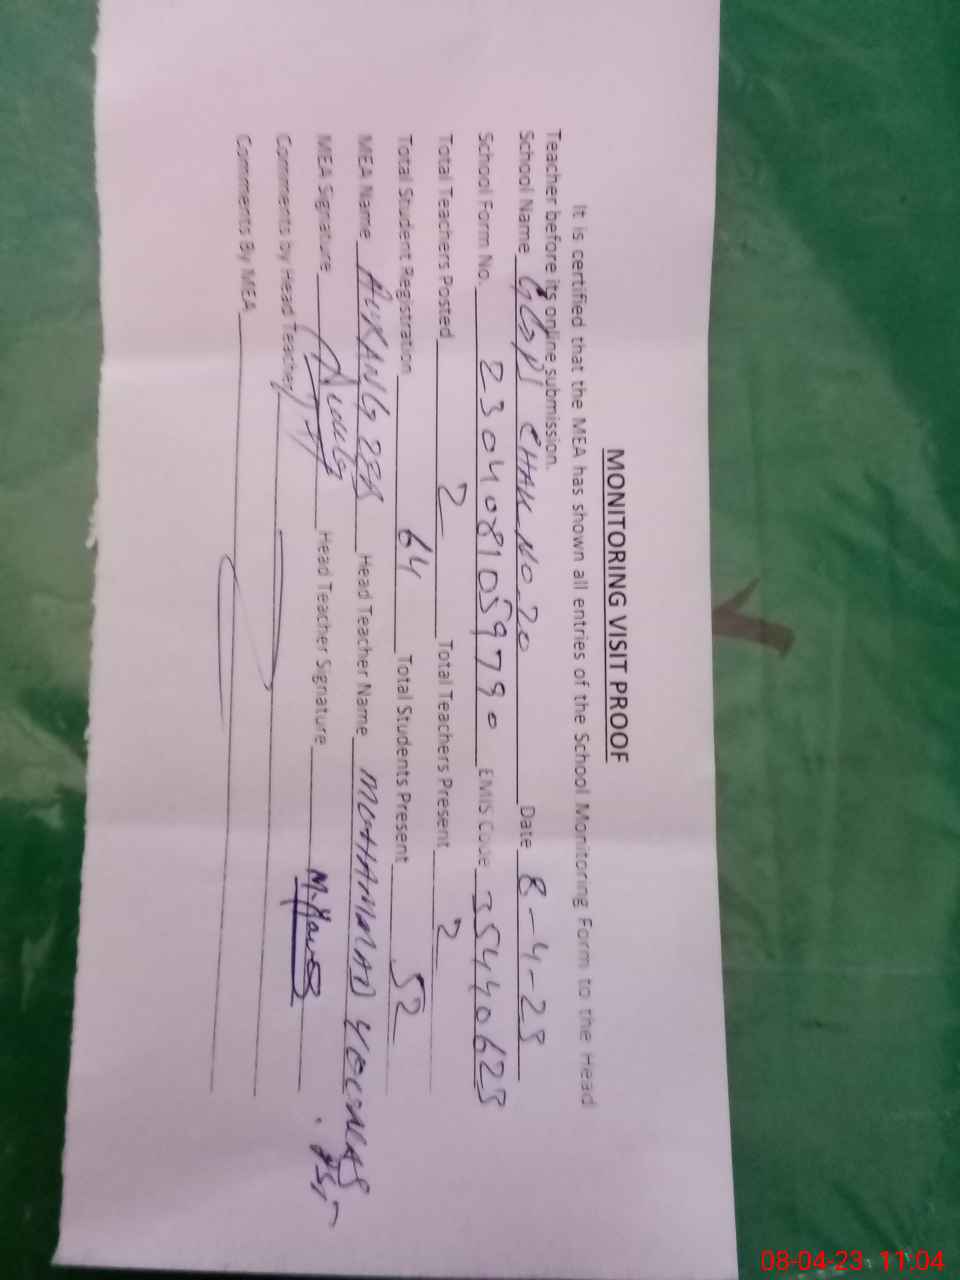 MONITORING VISIT PROOF
It is certified that the MEA has shown all entries of the School Monitoring Form to the Head
Teacher before its online submission.
School Name CHAK NO 20 Date 8-4-23
School Form No. 2304081059790 EMIS Code 35440623
Total Teachers Posted 2 Total Teachers Present 2
Total Student Registration 64 Total Students Present 52
MEA Name AURANGZEB Head Teacher Name MUHAMMAD YOUNAS
MEA Signature Head Teacher Signature
Comments by Head Teacher
Comments By MEA
08-04-23 11:04